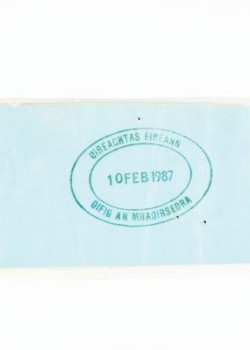 OIREACHTAS EIREANN
10 FEB 1987
OIFIG AN MHAOIRSEORA